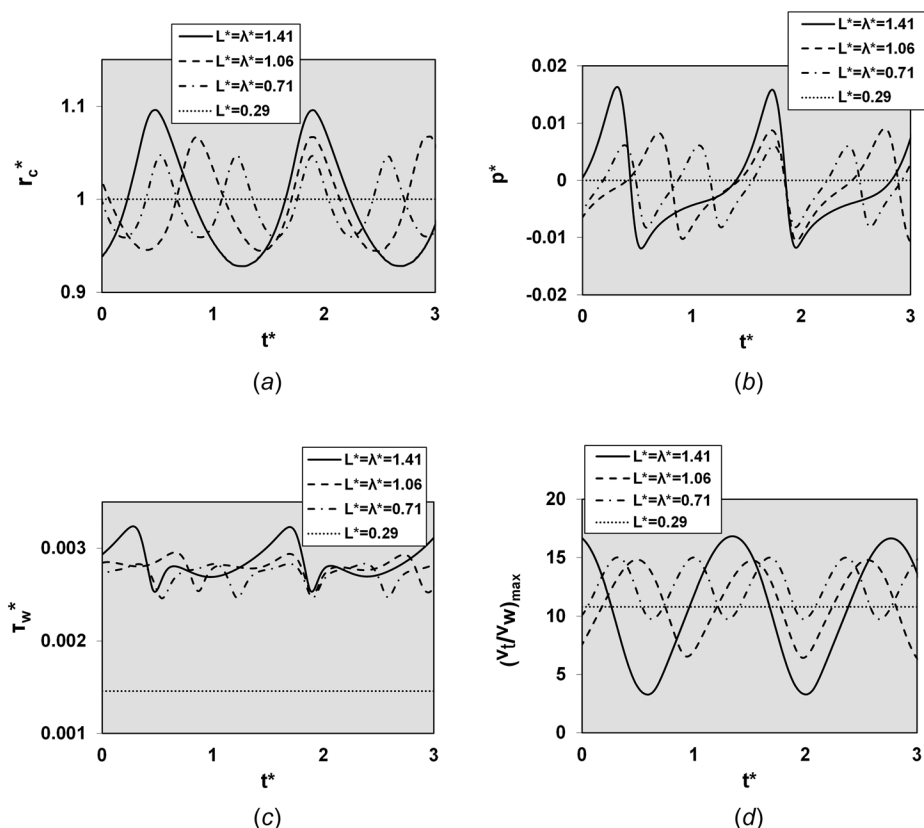 (a)
L*=λ*=1.41
L*=λ*=1.06
L*=λ*=0.71
L*=0.29
1.1
1
0.9
r_c*
0
1
2
3
t*
(b)
L*=λ*=1.41
L*=λ*=1.06
L*=λ*=0.71
L*=0.29
0.02
0.01
0
-0.01
-0.02
p*
0
1
2
3
t*
(a)
(b)
L*=λ*=1.41
L*=λ*=1.06
L*=λ*=0.71
L*=0.29
0.003
0.002
0.001
τ_w*
0
1
2
3
t*
(c)
L*=λ*=1.41
L*=λ*=1.06
L*=λ*=0.71
L*=0.29
20
15
10
5
0
(v_t/v_w)_max
0
1
2
3
t*
(d)